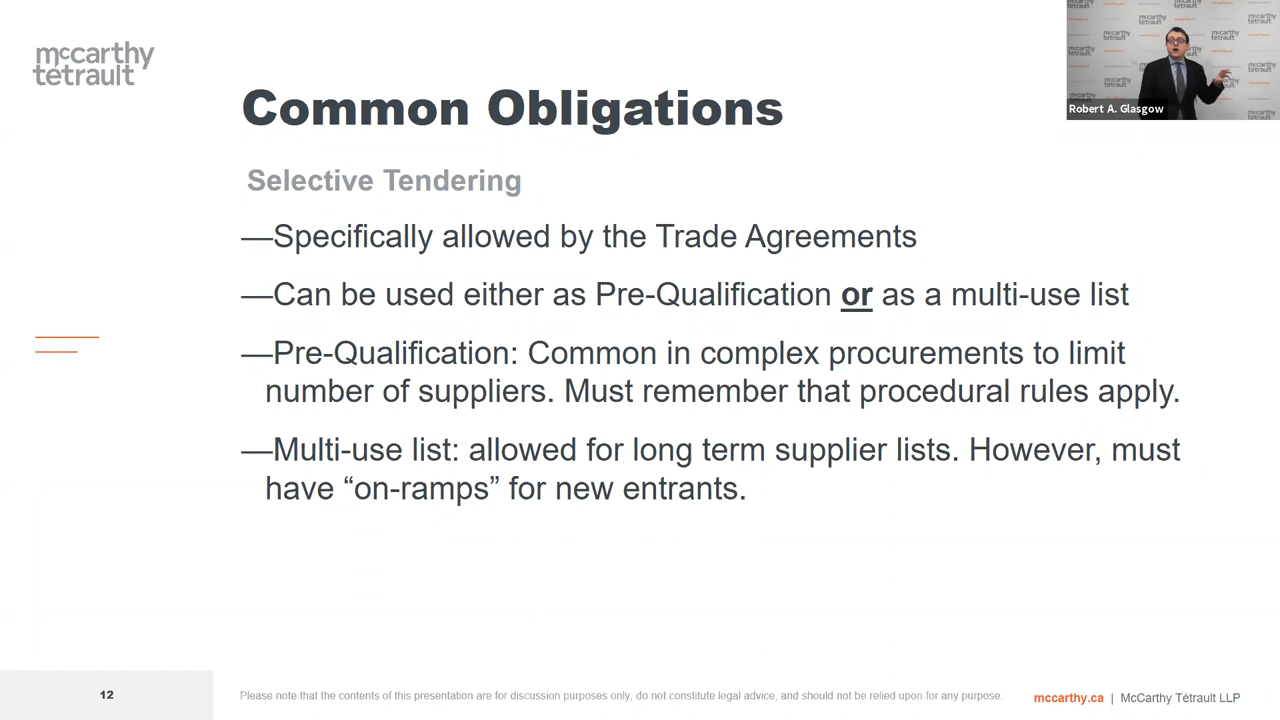 mccarthy
tetrault
Common Obligations
Selective Tendering
—Specifically allowed by the Trade Agreements
—Can be used either as Pre-Qualification or as a multi-use list
—Pre-Qualification: Common in complex procurements to limit
number of suppliers. Must remember that procedural rules apply.
—Multi-use list: allowed for long term supplier lists. However, must
have “on-ramps” for new entrants.
Robert A. Glasgow
12
Please note that the contents of this presentation are for discussion purposes only, do not constitute legal advice, and should not be relied upon for any purpose.
mccarthy.ca | McCarthy Tétrault LLP